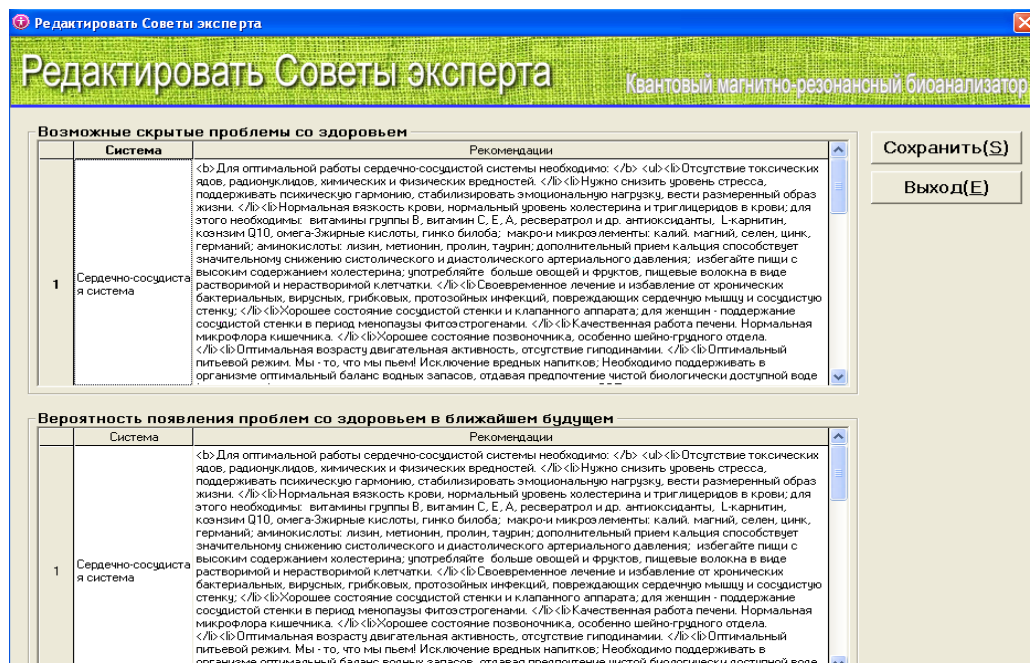 Редактировать Советы эксперта
Редактировать Советы эксперта
Квантовый магнитно-резонансный биоанализатор
Возможные скрытые проблемы со здоровьем
Сохранить(S)
Выход(E)
Система Рекомендации
1
Сердечно-сосудиста
я система
<b>Для оптимальной работы сердечно-сосудистой системы необходимо: </b> <ul><li>Отсутствие токсических
ядов, радионуклидов, химических и физических вредностей. </li><li>Нужно снизить уровень стресса,
поддерживать психическую гармонию, стабилизировать эмоциональную нагрузку, вести размеренный образ
жизни. </li><li>Нормальная вязкость крови, нормальный уровень холестерина и триглицеридов в крови; для
этого необходимы:  витамины группы В, витамин С, Е, А, ресвератрол и др. антиоксиданты,  L-карнитин,
коэнзим Q10, омега-3жирные кислоты, гинко билоба;  макро-и микроэлементы: калий. магний, селен, цинк,
германий; аминокислоты: лизин, метионин, пролин, таурин; дополнительный прием кальция способствует
значительному снижению систолического и диастолического артериального давления;  избегайте пищи с
высоким содержанием холестерина; употребляйте  больше овощей и фруктов, пищевые волокна в виде
растворимой и нерастворимой клетчатки. </li><li>Своевременное лечение и избавление от хронических
бактериальных, вирусных, грибковых, протозойных инфекций, повреждающих сердечную мышцу и сосудистую
стенку; </li><li>Хорошее состояние сосудистой стенки и клапанного аппарата; для женщин - поддержание
сосудистой стенки в период менопаузы фитоэстрогенами. </li><li>Качественная работа печени. Нормальная
микрофлора кишечника. </li><li>Хорошее состояние позвоночника, особенно шейно-грудного отдела.
</li><li>Оптимальная возрасту двигательная активность, отсутствие гиподинамии. </li><li>Оптимальный
питьевой режим. Мы - то, что мы пьем! Исключение вредных напитков; Необходимо поддерживать в
организме оптимальный баланс водных запасов, отдавая предпочтение чистой биологически доступной воде
Вероятность появления проблем со здоровьем в ближайшем будущем
Система Рекомендации
1
Сердечно-сосудиста
я система
<b>Для оптимальной работы сердечно-сосудистой системы необходимо: </b> <ul><li>Отсутствие токсических
ядов, радионуклидов, химических и физических вредностей. </li><li>Нужно снизить уровень стресса,
поддерживать психическую гармонию, стабилизировать эмоциональную нагрузку, вести размеренный образ
жизни. </li><li>Нормальная вязкость крови, нормальный уровень холестерина и триглицеридов в крови; для
этого необходимы:  витамины группы В, витамин С, Е, А, ресвератрол и др. антиоксиданты,  L-карнитин,
коэнзим Q10, омега-3жирные кислоты, гинко билоба;  макро-и микроэлементы: калий. магний, селен, цинк,
германий; аминокислоты: лизин, метионин, пролин, таурин; дополнительный прием кальция способствует
значительному снижению систолического и диастолического артериального давления;  избегайте пищи с
высоким содержанием холестерина; употребляйте  больше овощей и фруктов, пищевые волокна в виде
растворимой и нерастворимой клетчатки. </li><li>Своевременное лечение и избавление от хронических
бактериальных, вирусных, грибковых, протозойных инфекций, повреждающих сердечную мышцу и сосудистую
стенку; </li><li>Хорошее состояние сосудистой стенки и клапанного аппарата; для женщин - поддержание
сосудистой стенки в период менопаузы фитоэстрогенами. </li><li>Качественная работа печени. Нормальная
микрофлора кишечника. </li><li>Хорошее состояние позвоночника, особенно шейно-грудного отдела.
</li><li>Оптимальная возрасту двигательная активность, отсутствие гиподинамии. </li><li>Оптимальный
питьевой режим. Мы - то, что мы пьем! Исключение вредных напитков; Необходимо поддерживать в
организме оптимальный баланс водных запасов, отдавая предпочтение чистой биологически доступной воде